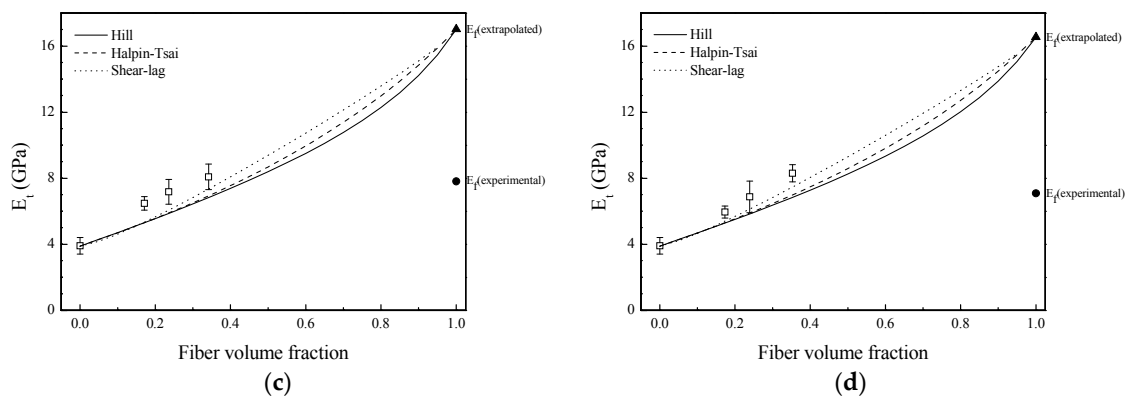 Hill
Halpin-Tsai
Shear-lag
E_f(extrapolated)
E_f(experimental)
E_t (GPa)
16
12
8
4
0
0.0 0.2 0.4 0.6 0.8 1.0
Fiber volume fraction
(c)
Hill
Halpin-Tsai
Shear-lag
E_f(extrapolated)
E_f(experimental)
E_t (GPa)
16
12
8
4
0
0.0 0.2 0.4 0.6 0.8 1.0
Fiber volume fraction
(d)